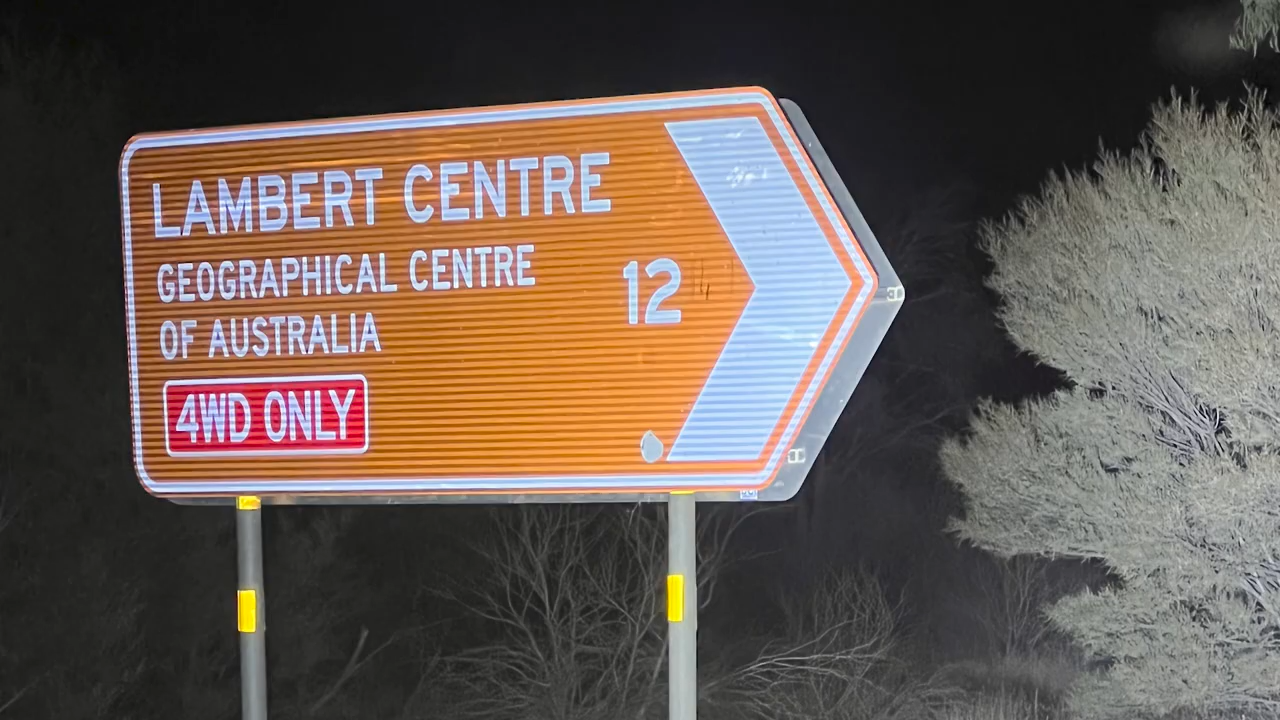 LAMBERT CENTRE
GEOGRAPHICAL CENTRE
OF AUSTRALIA
12
4WD ONLY